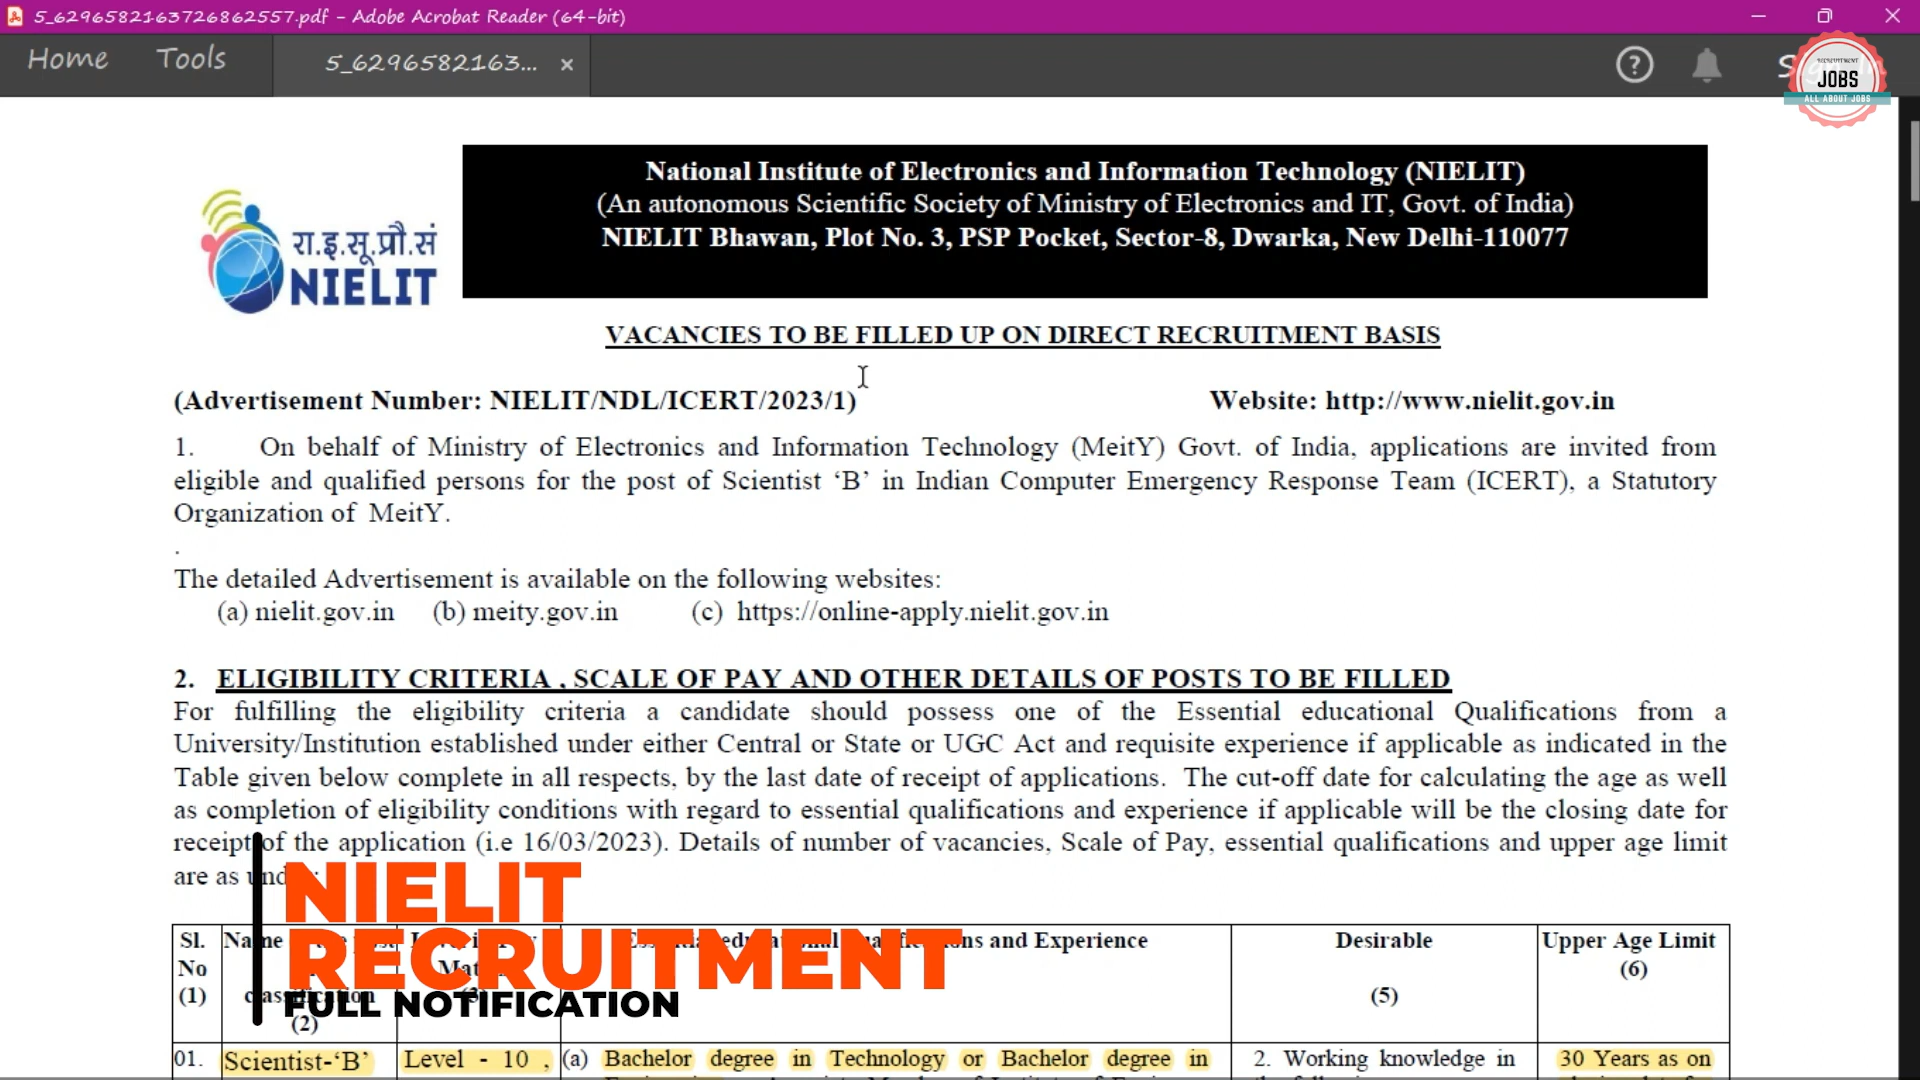 5_6296582163726862557.pdf - Adobe Acrobat Reader (64-bit)
Home Tools 5_6296582163... ×
RECRUITMENT
JOBS
ALL ABOUT JOBS
National Institute of Electronics and Information Technology (NIELIT)
(An autonomous Scientific Society of Ministry of Electronics and IT, Govt. of India)
NIELIT Bhawan, Plot No. 3, PSP Pocket, Sector-8, Dwarka, New Delhi-110077
रा.इ.सू.प्रौ.सं
NIELIT
VACANCIES TO BE FILLED UP ON DIRECT RECRUITMENT BASIS
(Advertisement Number: NIELIT/NDL/ICERT/2023/1) Website: http://www.nielit.gov.in
1. On behalf of Ministry of Electronics and Information Technology (MeitY) Govt. of India, applications are invited from
eligible and qualified persons for the post of Scientist ‘B’ in Indian Computer Emergency Response Team (ICERT), a Statutory
Organization of MeitY.
.
The detailed Advertisement is available on the following websites:
(a) nielit.gov.in (b) meity.gov.in (c) https://online-apply.nielit.gov.in
2. ELIGIBILITY CRITERIA , SCALE OF PAY AND OTHER DETAILS OF POSTS TO BE FILLED
For fulfilling the eligibility criteria a candidate should possess one of the Essential educational Qualifications from a
University/Institution established under either Central or State or UGC Act and requisite experience if applicable as indicated in the
Table given below complete in all respects, by the last date of receipt of applications. The cut-off date for calculating the age as well
as completion of eligibility conditions with regard to essential qualifications and experience if applicable will be the closing date for
receipt of the application (i.e 16/03/2023). Details of number of vacancies, Scale of Pay, essential qualifications and upper age limit
are as
NIELIT
RECRUITMENT
FULL NOTIFICATION
Sl.
No
(1)
(2)
and Experience
Desirable
(5)
Upper Age Limit
(6)
01. Scientist-‘B’ Level - 10 , (a) Bachelor degree in Technology or Bachelor degree in 2. Working knowledge in 30 Years as on